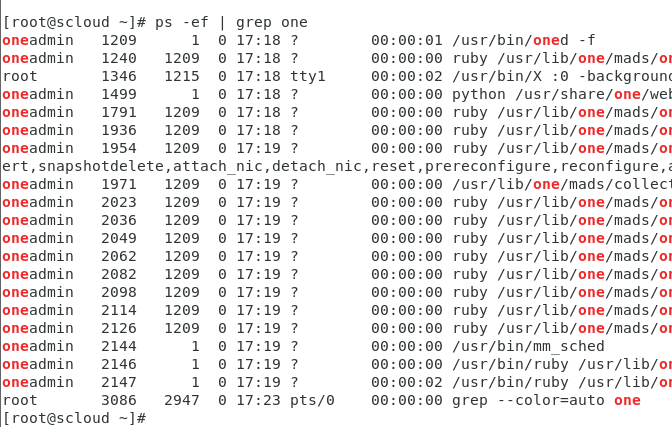 [root@scloud ~]# ps -ef | grep one
oneadmin   1209      1  0 17:18 ?        00:00:01 /usr/bin/oned -f
oneadmin   1240   1209  0 17:18 ?        00:00:00 ruby /usr/lib/one/mads/on
root       1346   1215  0 17:18 tty1     00:00:02 /usr/bin/X :0 -background
oneadmin   1499      1  0 17:18 ?        00:00:00 python /usr/share/one/web
oneadmin   1791   1209  0 17:18 ?        00:00:00 ruby /usr/lib/one/mads/on
oneadmin   1936   1209  0 17:18 ?        00:00:00 ruby /usr/lib/one/mads/on
oneadmin   1954   1209  0 17:19 ?        00:00:00 ruby /usr/lib/one/mads/on
ert,snapshotdelete,attach_nic,detach_nic,reset,prereconfigure,reconfigure,a
oneadmin   1971   1209  0 17:19 ?        00:00:00 /usr/lib/one/mads/collect
oneadmin   2023   1209  0 17:19 ?        00:00:00 ruby /usr/lib/one/mads/on
oneadmin   2036   1209  0 17:19 ?        00:00:00 ruby /usr/lib/one/mads/on
oneadmin   2049   1209  0 17:19 ?        00:00:00 ruby /usr/lib/one/mads/on
oneadmin   2062   1209  0 17:19 ?        00:00:00 ruby /usr/lib/one/mads/on
oneadmin   2082   1209  0 17:19 ?        00:00:00 ruby /usr/lib/one/mads/on
oneadmin   2098   1209  0 17:19 ?        00:00:00 ruby /usr/lib/one/mads/on
oneadmin   2114   1209  0 17:19 ?        00:00:00 ruby /usr/lib/one/mads/on
oneadmin   2126   1209  0 17:19 ?        00:00:00 ruby /usr/lib/one/mads/on
oneadmin   2144      1  0 17:19 ?        00:00:00 /usr/bin/mm_sched
oneadmin   2146      1  0 17:19 ?        00:00:00 /usr/bin/ruby /usr/lib/on
oneadmin   2147      1  0 17:19 ?        00:00:02 /usr/bin/ruby /usr/lib/on
root       3086   2947  0 17:23 pts/0    00:00:00 grep --color=auto one
[root@scloud ~]#